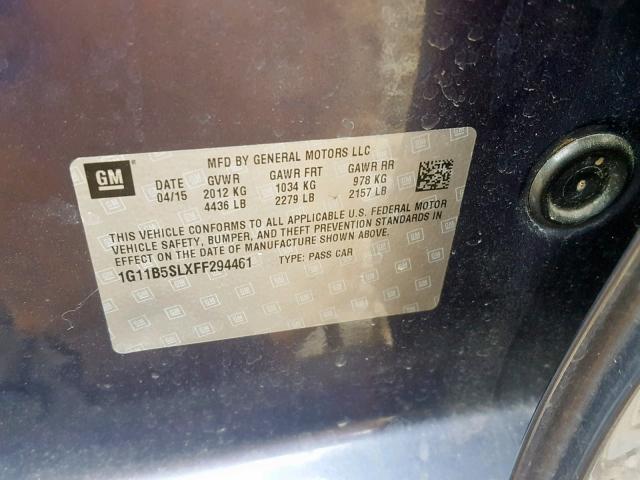 MFD BY GENERAL MOTORS LLC
GM
DATE GVWR GAWR FRT GAWR RR
04/15 2012 KG 1034 KG 978 KG
4436 LB 2279 LB 2157 LB
THIS VEHICLE CONFORMS TO ALL APPLICABLE U.S. FEDERAL MOTOR
VEHICLE SAFETY, BUMPER, AND THEFT PREVENTION STANDARDS IN
EFFECT ON THE DATE OF MANUFACTURE SHOWN ABOVE.
1G11B5SLXFF294461 TYPE: PASS CAR